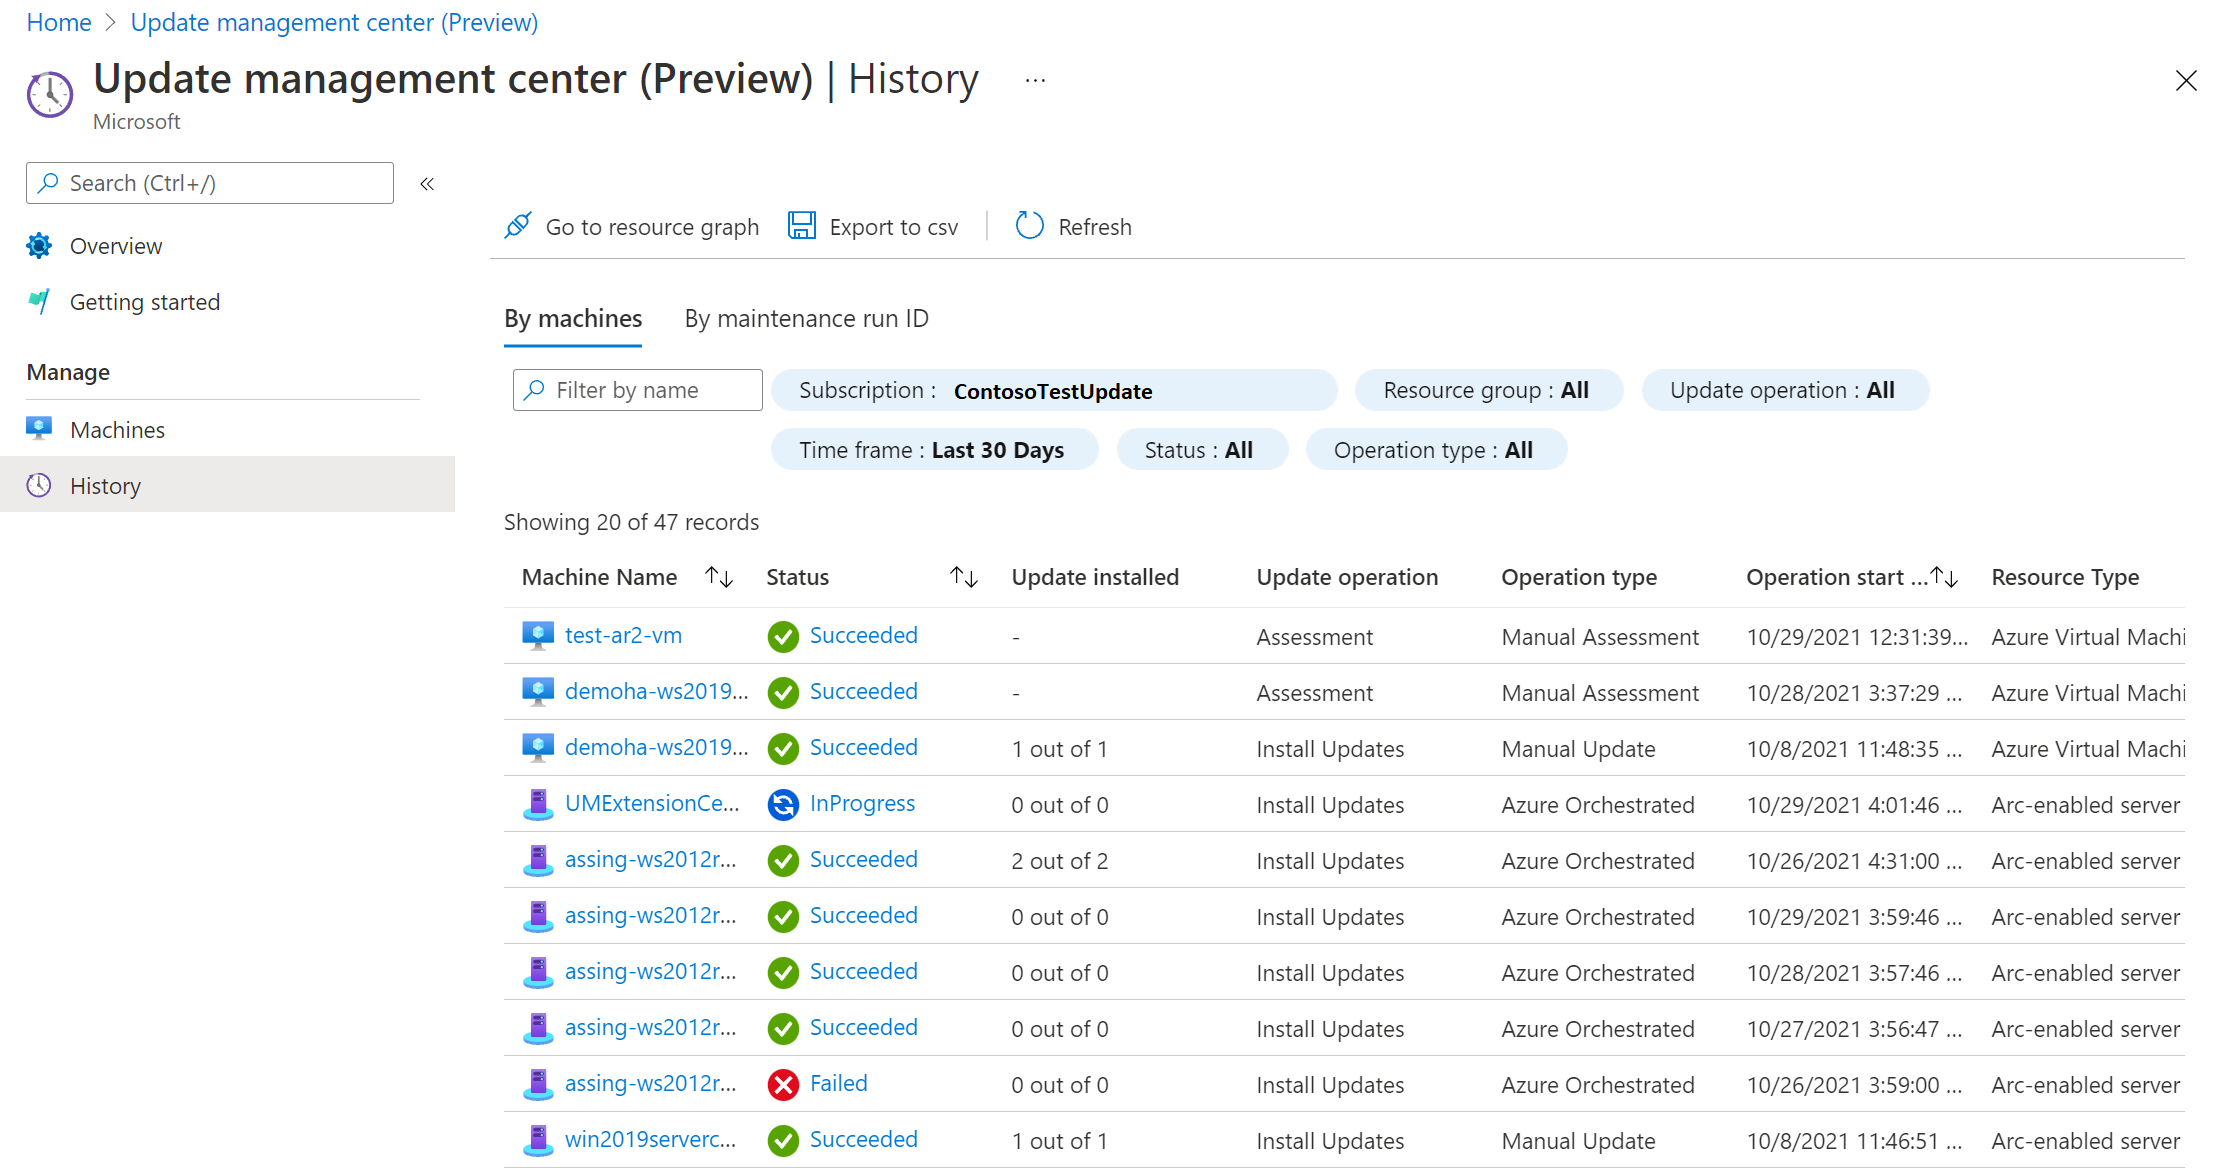 Home > Update management center (Preview)
Update management center (Preview) | History ...
Microsoft
Search (Ctrl+/) «
Overview
Getting started
Manage
Machines
History
Go to resource graph Export to csv Refresh
By machines By maintenance run ID
Filter by name Subscription : ContosoTestUpdate Resource group : All Update operation : All
Time frame : Last 30 Days Status : All Operation type : All
Showing 20 of 47 records
Machine Name Status Update installed Update operation Operation type Operation start ... Resource Type
test-ar2-vm Succeeded - Assessment Manual Assessment 10/29/2021 12:31:39... Azure Virtual Machi
demoha-ws2019... Succeeded - Assessment Manual Assessment 10/28/2021 3:37:29 ... Azure Virtual Machi
demoha-ws2019... Succeeded 1 out of 1 Install Updates Manual Update 10/8/2021 11:48:35 ... Azure Virtual Machi
UMExtensionCe... InProgress 0 out of 0 Install Updates Azure Orchestrated 10/29/2021 4:01:46 ... Arc-enabled server
assing-ws2012r... Succeeded 2 out of 2 Install Updates Azure Orchestrated 10/26/2021 4:31:00 ... Arc-enabled server
assing-ws2012r... Succeeded 0 out of 0 Install Updates Azure Orchestrated 10/29/2021 3:59:46 ... Arc-enabled server
assing-ws2012r... Succeeded 0 out of 0 Install Updates Azure Orchestrated 10/28/2021 3:57:46 ... Arc-enabled server
assing-ws2012r... Succeeded 0 out of 0 Install Updates Azure Orchestrated 10/27/2021 3:56:47 ... Arc-enabled server
assing-ws2012r... Failed 0 out of 0 Install Updates Azure Orchestrated 10/26/2021 3:59:00 ... Arc-enabled server
win2019serverc... Succeeded 1 out of 1 Install Updates Manual Update 10/8/2021 11:46:51 ... Arc-enabled server